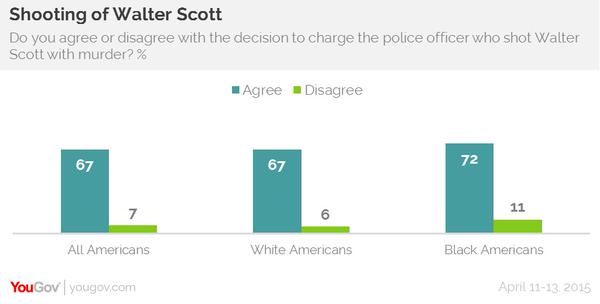 Shooting of Walter Scott
Do you agree or disagree with the decision to charge the police officer who shot Walter
Scott with murder? %
Agree Disagree
67 7 67 6 72 11
All Americans White Americans Black Americans
YouGov | yougov.com April 11-13, 2015